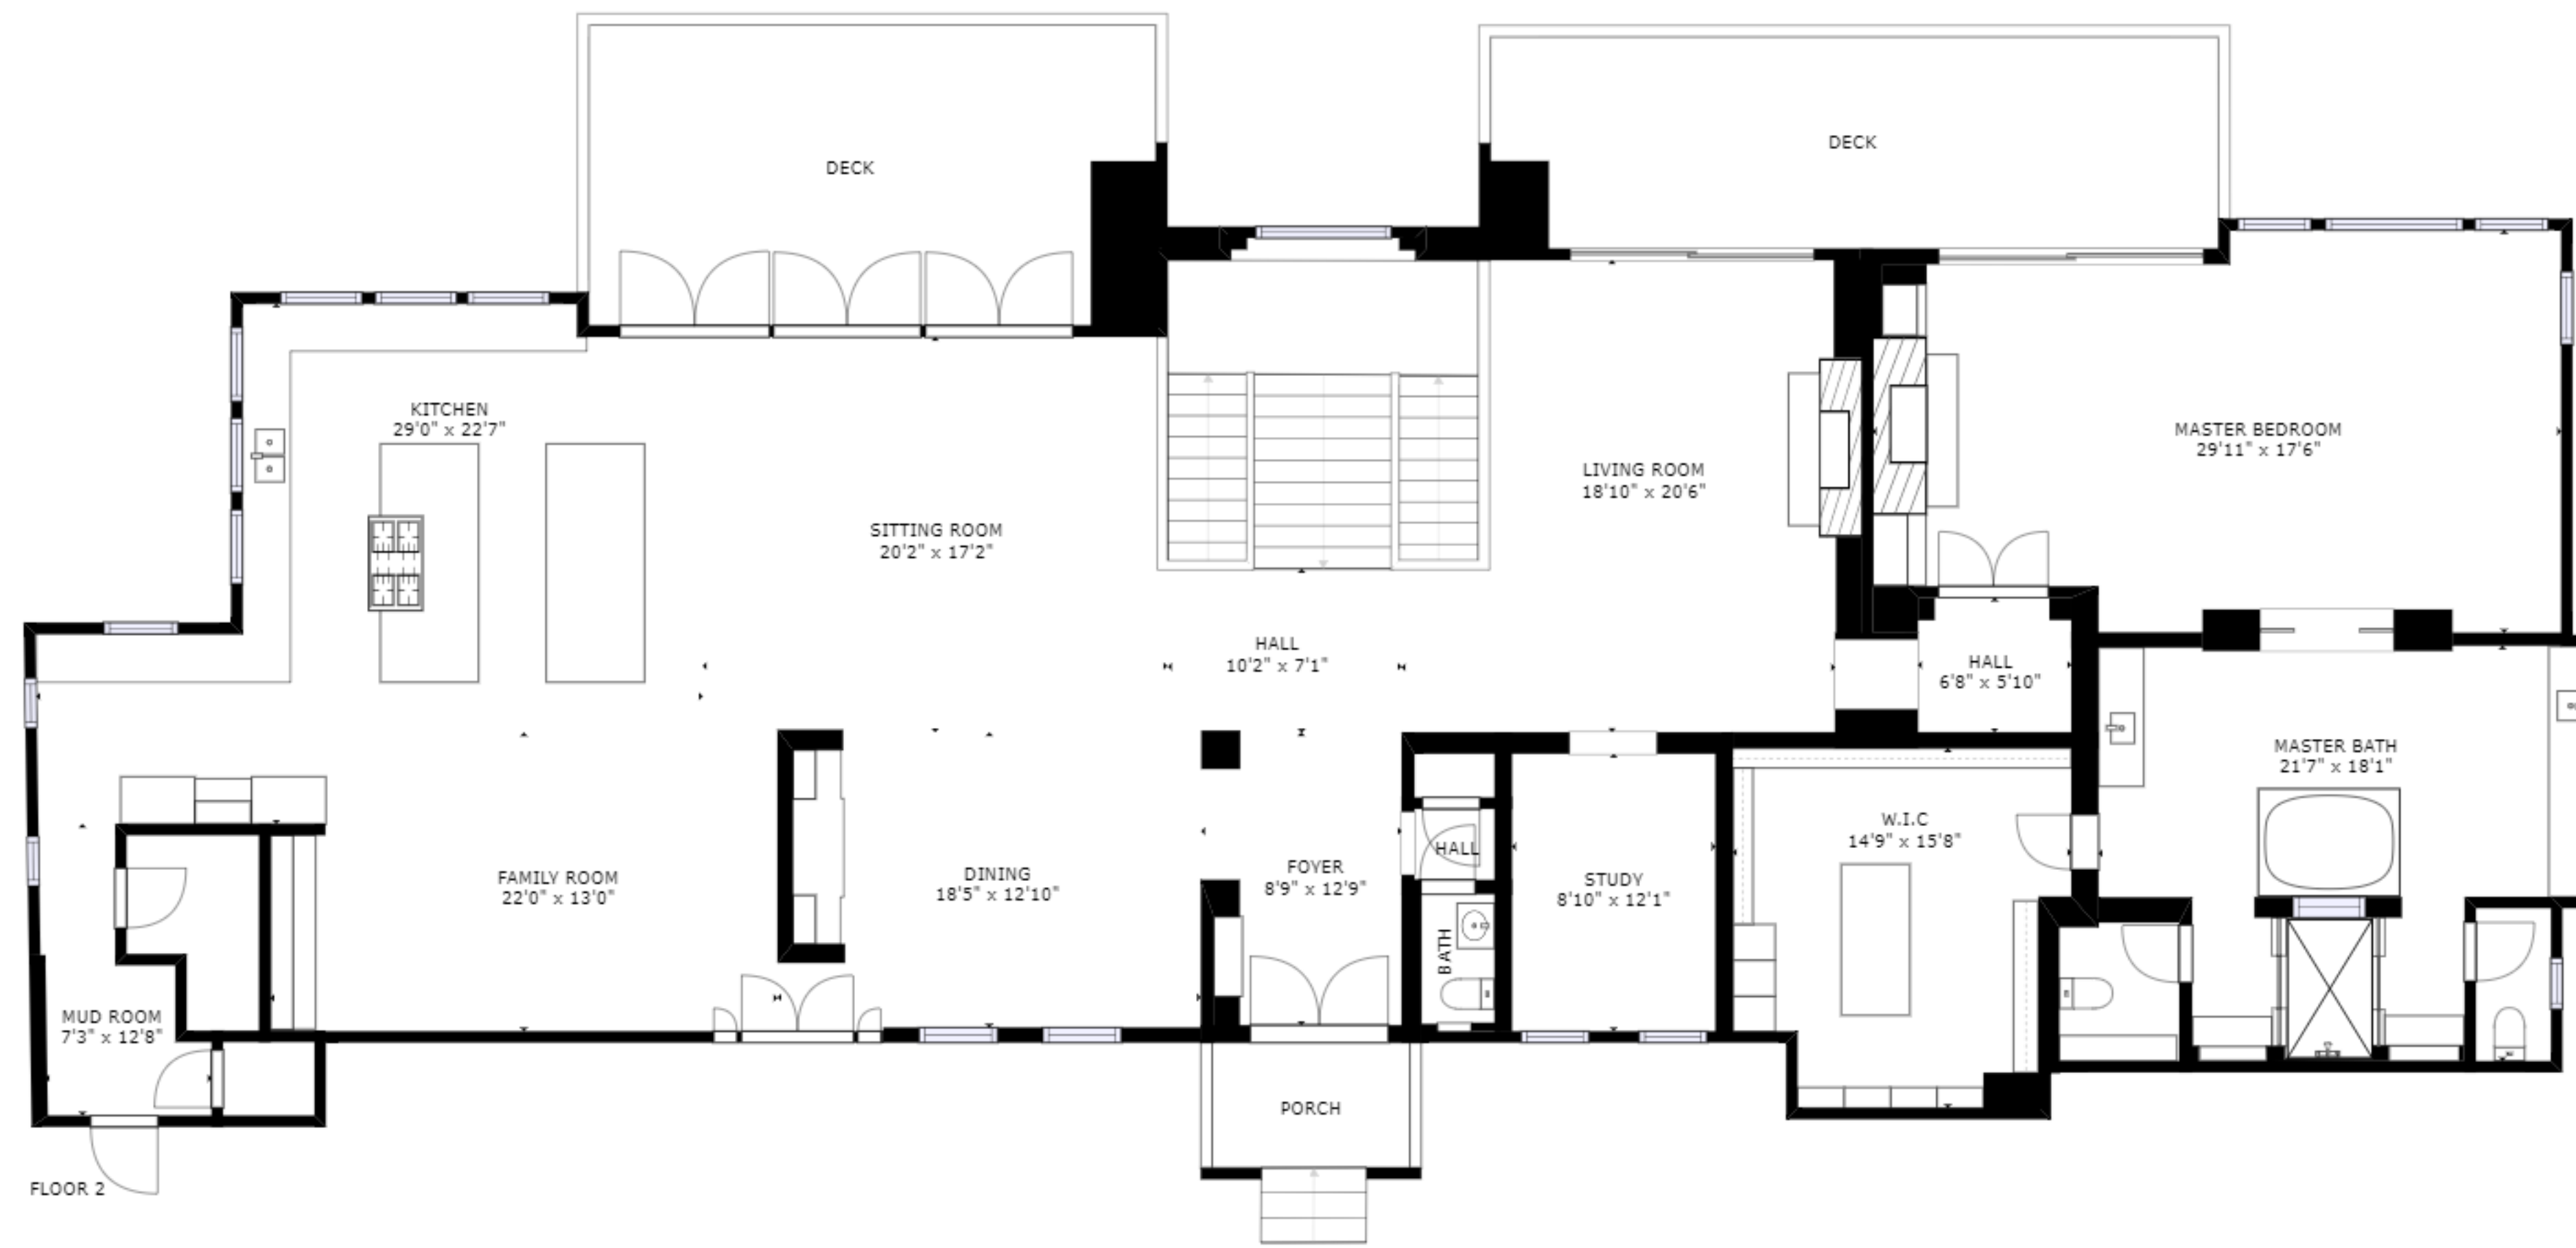 DECK
DECK
KITCHEN
29'0" x 22'7"
MASTER BEDROOM
29'11" x 17'6"
LIVING ROOM
18'10" x 20'6"
SITTING ROOM
20'2" x 17'2"
HALL
10'2" x 7'1"
HALL
6'8" x 5'10"
MASTER BATH
21'7" x 18'1"
W.I.C
14'9" x 15'8"
HALL
FAMILY ROOM
22'0" x 13'0"
DINING
18'5" x 12'10"
FOYER
8'9" x 12'9"
STUDY
8'10" x 12'1"
BATH
MUD ROOM
7'3" x 12'8"
PORCH
FLOOR 2